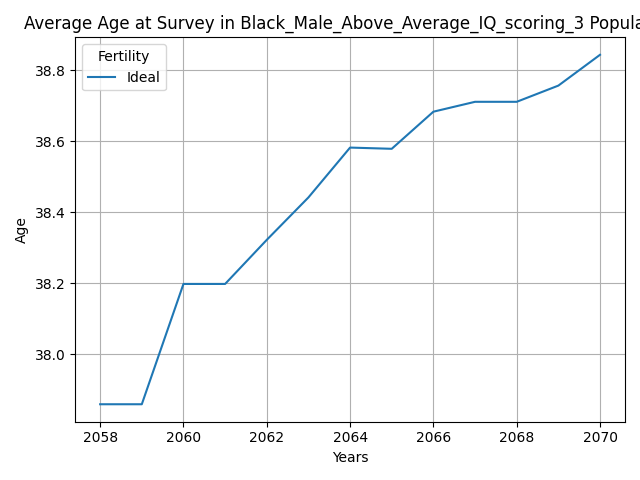 Average Age at Survey in Black_Male_Above_Average_IQ_scoring_3 Popula
Fertility
Ideal
38.8
38.6
38.4
38.2
38.0
Age
2058 2060 2062 2064 2066 2068 2070
Years